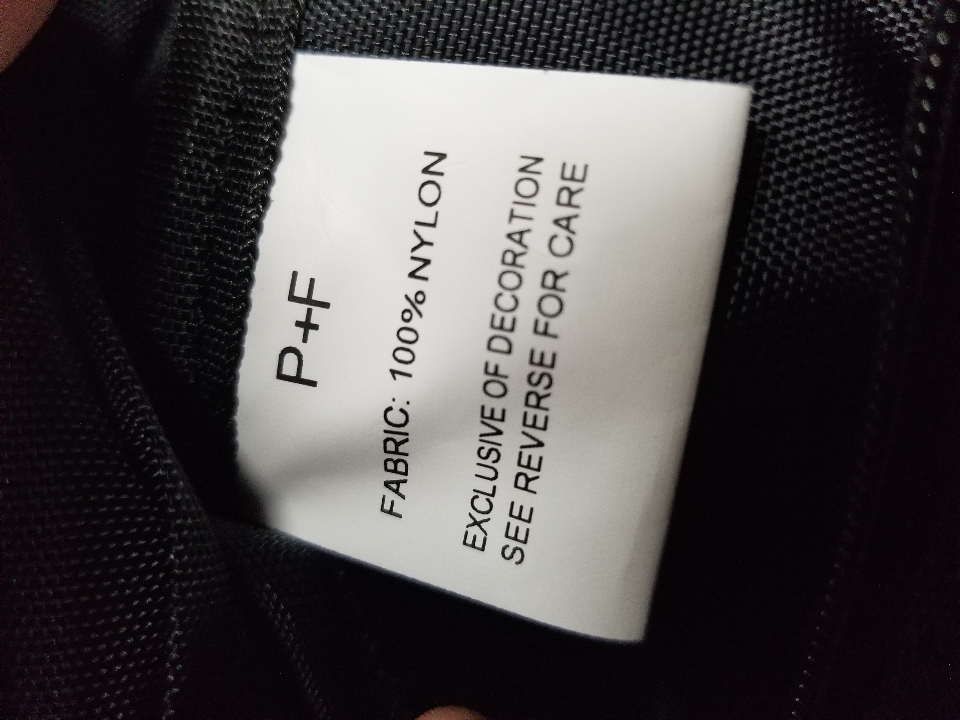 P+F
FABRIC: 100% NYLON
EXCLUSIVE OF DECORATION
SEE REVERSE FOR CARE